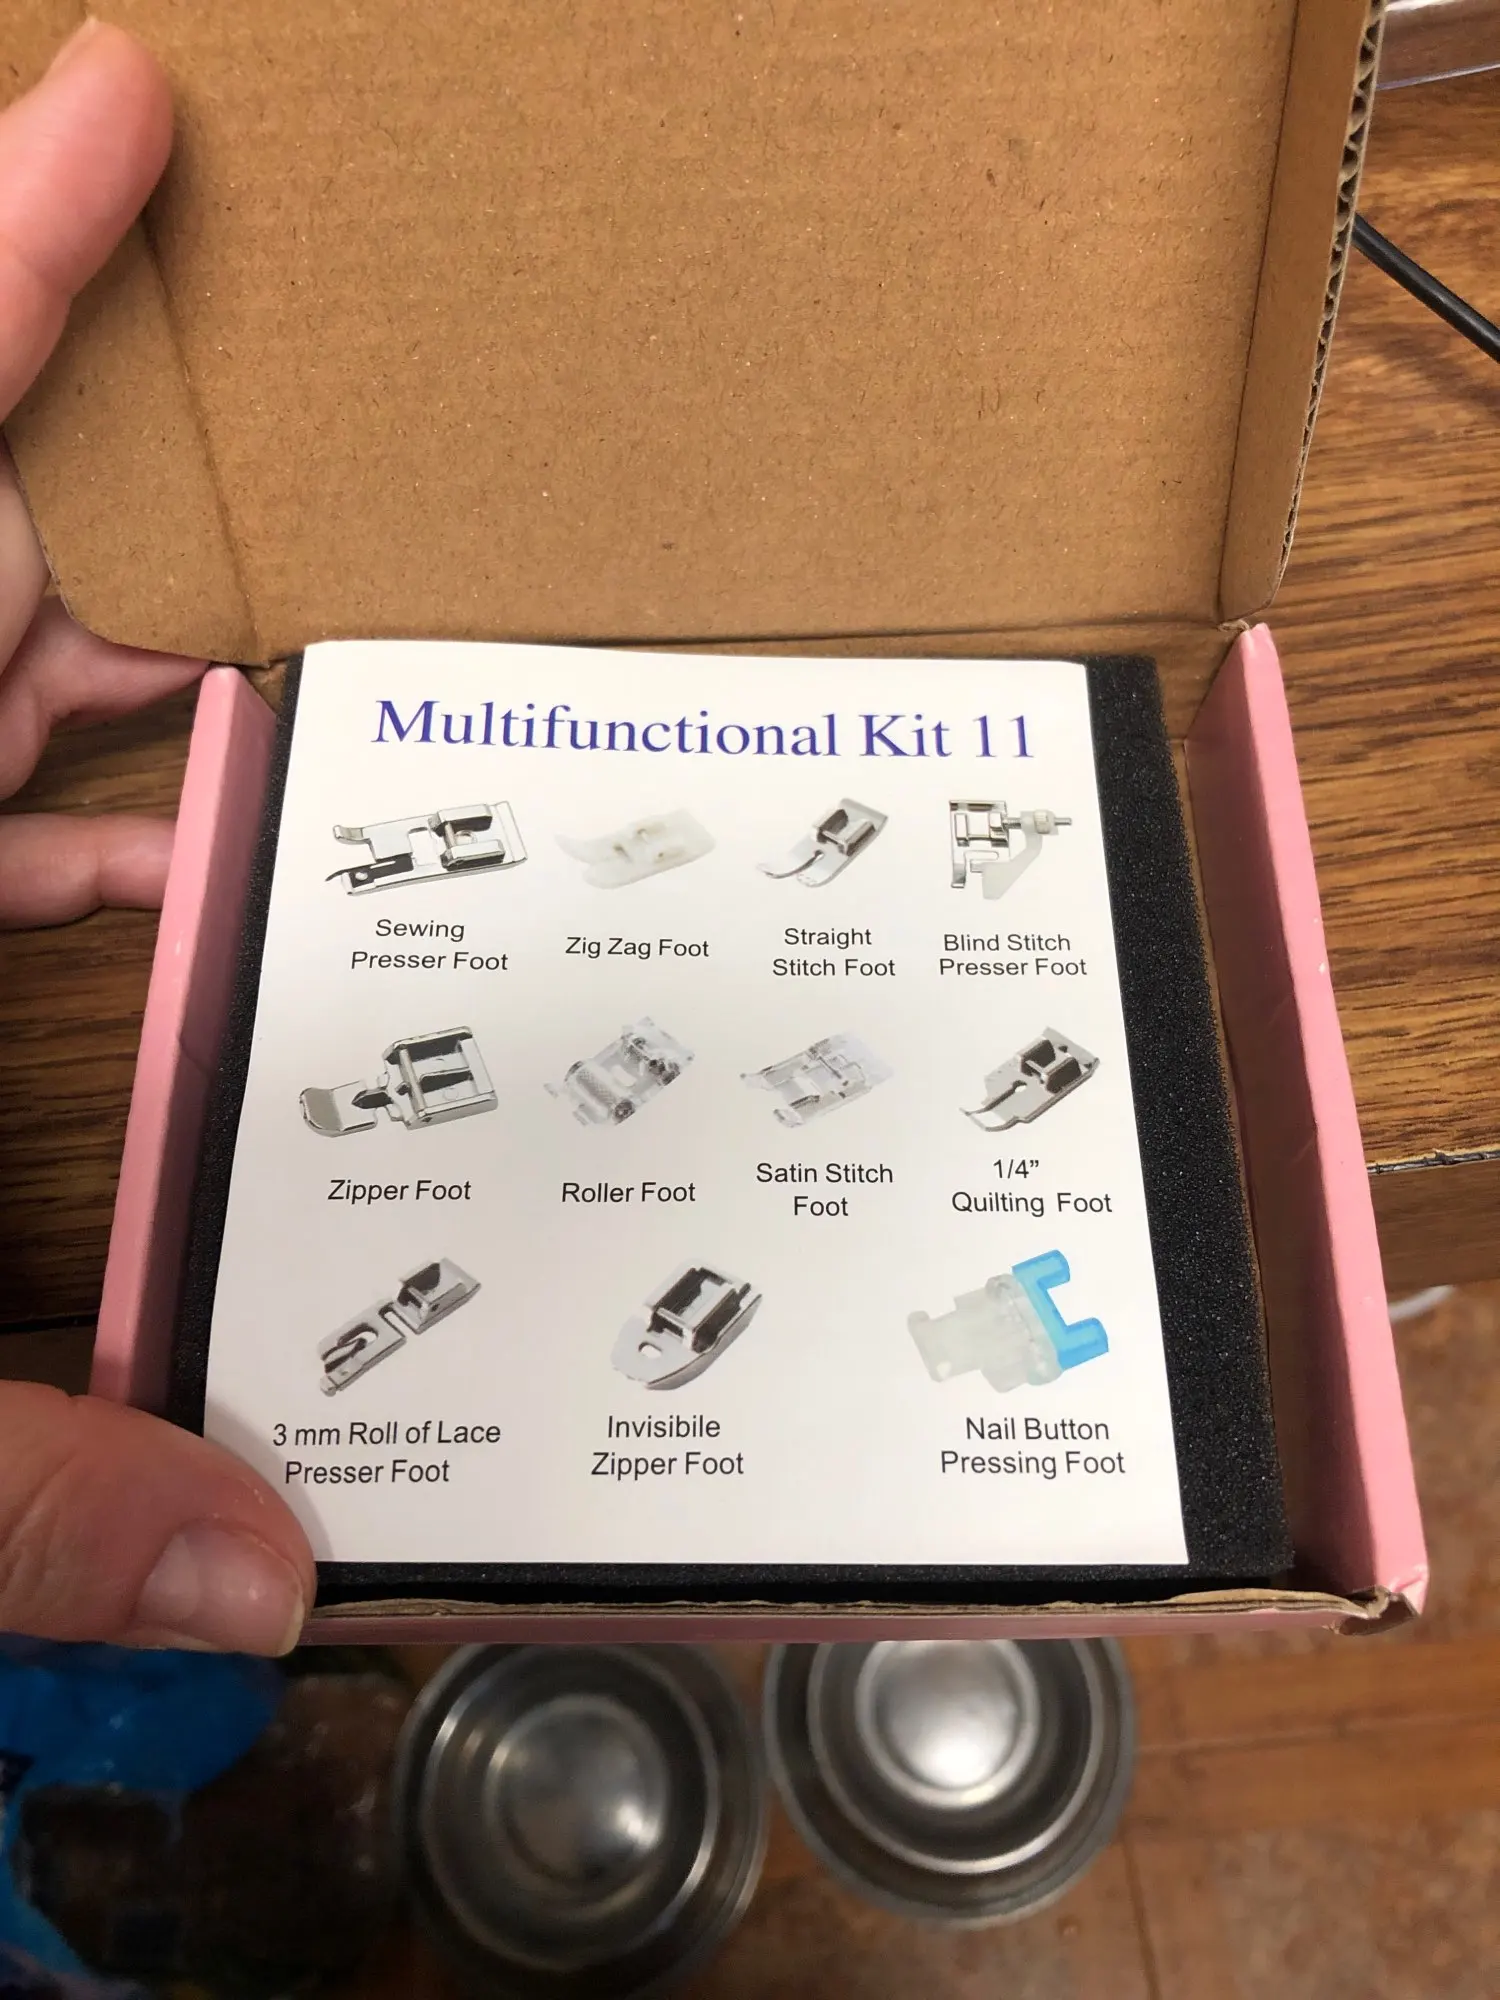 Multifunctional Kit 11
Sewing
Presser Foot
Zig Zag Foot
Straight
Stitch Foot
Blind Stitch
Presser Foot
Zipper Foot
Roller Foot
Satin Stitch
Foot
1/4”
Quilting Foot
3 mm Roll of Lace
Presser Foot
Invisibile
Zipper Foot
Nail Button
Pressing Foot